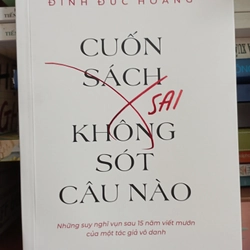 ĐINH ĐỨC HOÀNG
CUỐN
SÁCH
SAI
KHÔNG
SÓT
CÂU NÀO
Những suy nghĩ vụn sau 15 năm viết mướn
của một tác giả vô danh